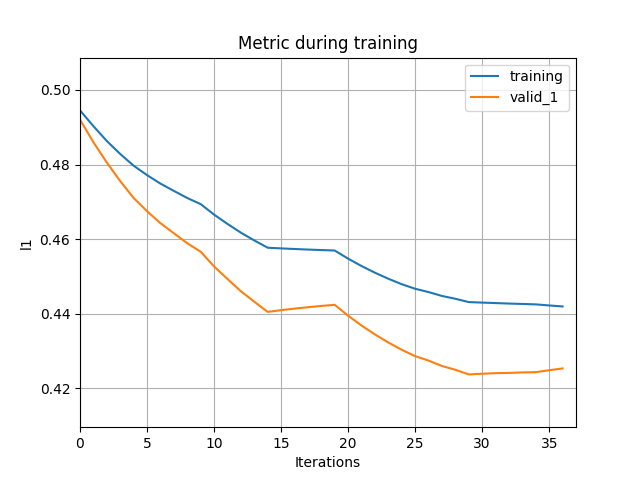 Metric during training
training
valid_1
0.50
0.48
0.46
0.44
0.42
l1
0 5 10 15 20 25 30 35
Iterations